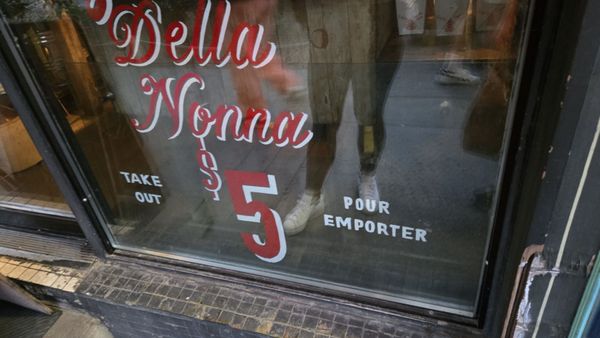 Della
Nonna
$5
TAKE
OUT
POUR
EMPORTER